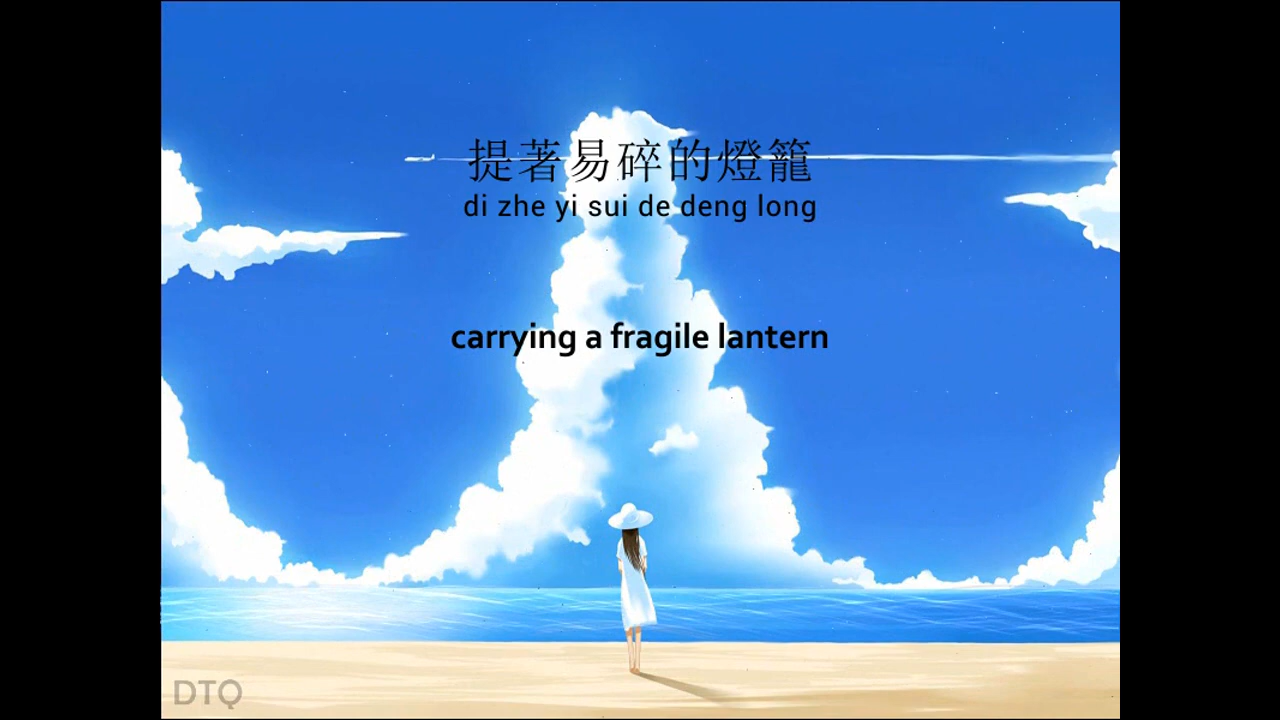 提著易碎的燈籠
di zhe yi sui de deng long
carrying a fragile lantern
DTQ